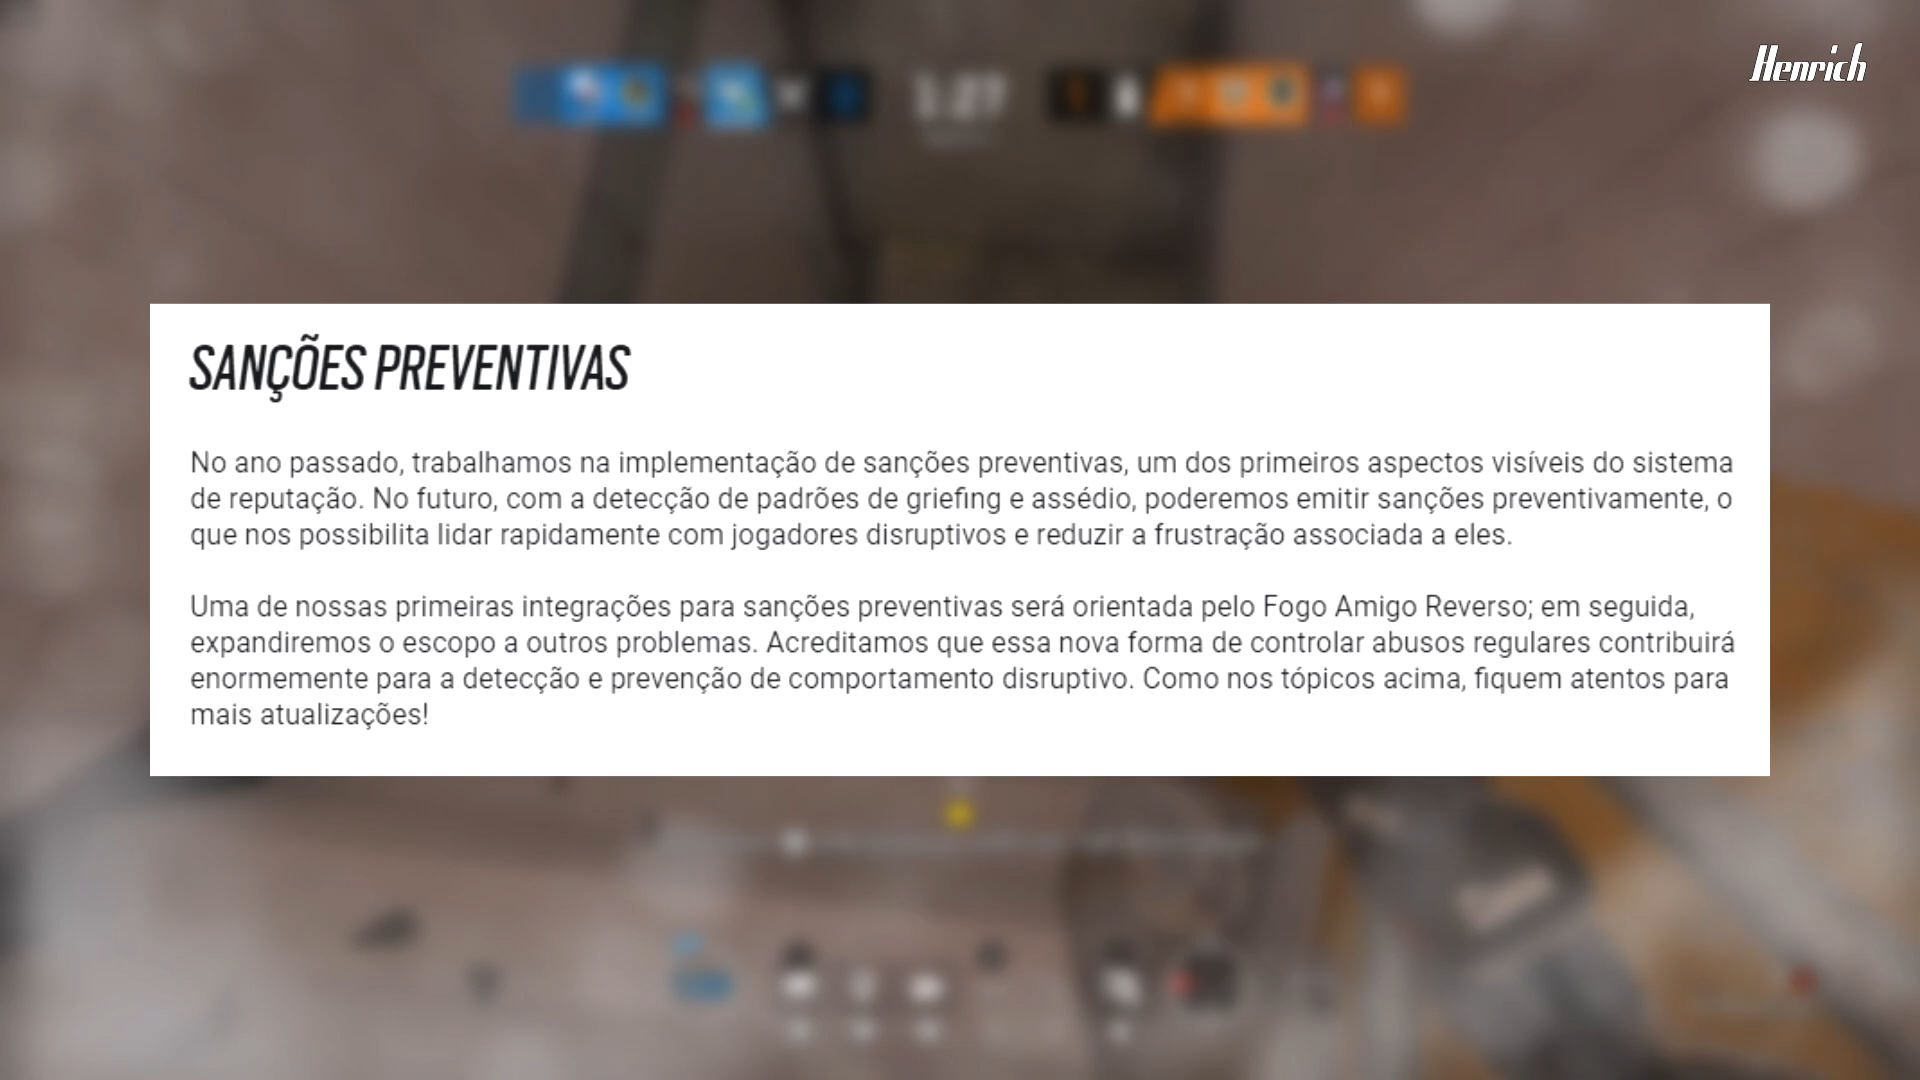 Henrich
1:27
SANÇÕES PREVENTIVAS
No ano passado, trabalhamos na implementação de sanções preventivas, um dos primeiros aspectos visíveis do sistema
de reputação. No futuro, com a detecção de padrões de griefing e assédio, poderemos emitir sanções preventivamente, o
que nos possibilita lidar rapidamente com jogadores disruptivos e reduzir a frustração associada a eles.
Uma de nossas primeiras integrações para sanções preventivas será orientada pelo Fogo Amigo Reverso; em seguida,
expandiremos o escopo a outros problemas. Acreditamos que essa nova forma de controlar abusos regulares contribuirá
enormemente para a detecção e prevenção de comportamento disruptivo. Como nos tópicos acima, fiquem atentos para
mais atualizações!